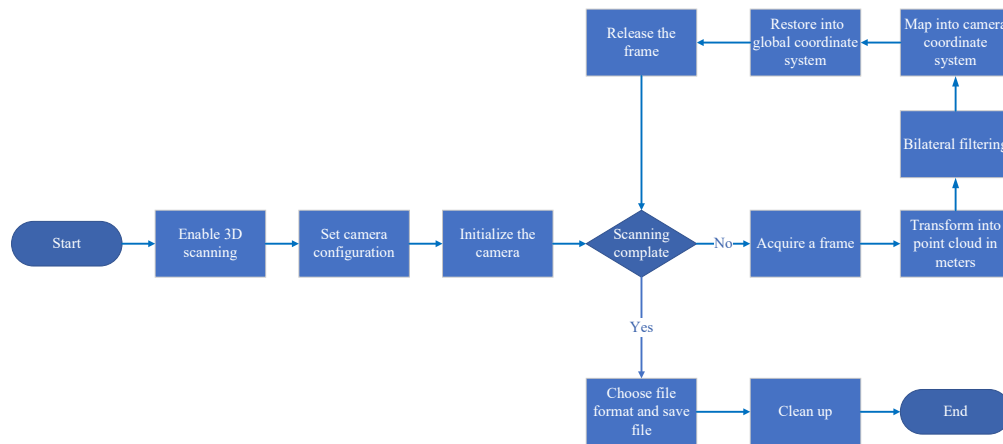 Release the
frame
Restore into
global coordinate
system
Map into camera
coordinate
system
Bilateral filtering
Start
Enable 3D
scanning
Set camera
configuration
Initialize the
camera
Scanning
complate
No
Acquire a frame
Transform into
point cloud in
meters
Yes
Choose file
format and save
file
Clean up
End